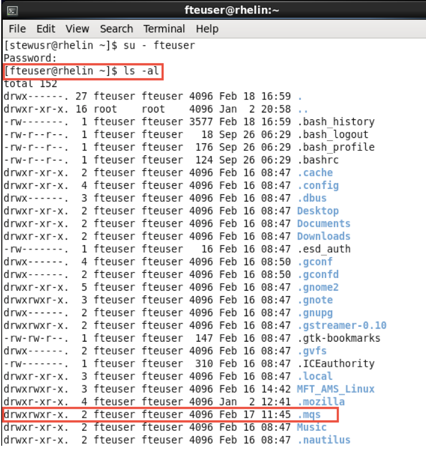 fteuser@rhelin:~
File Edit View Search Terminal Help
[stewusr@rhelin ~]$ su - fteuser
Password:
[fteuser@rhelin ~]$ ls -al
total 152
drwx------. 27 fteuser fteuser 4096 Feb 18 16:59 .
drwxr-xr-x. 16 root    root    4096 Jan  2 20:58 ..
-rw-------.  1 fteuser fteuser 3577 Feb 18 16:59 .bash_history
-rw-r--r--.  1 fteuser fteuser   18 Sep 26 06:29 .bash_logout
-rw-r--r--.  1 fteuser fteuser  176 Sep 26 06:29 .bash_profile
-rw-r--r--.  1 fteuser fteuser  124 Sep 26 06:29 .bashrc
drwxr-xr-x.  2 fteuser fteuser 4096 Feb 16 08:47 .cache
drwxr-xr-x.  4 fteuser fteuser 4096 Feb 16 08:47 .config
drwx------.  3 fteuser fteuser 4096 Feb 16 08:47 .dbus
drwxr-xr-x.  2 fteuser fteuser 4096 Feb 16 08:47 Desktop
drwxr-xr-x.  2 fteuser fteuser 4096 Feb 16 08:47 Documents
drwxr-xr-x.  2 fteuser fteuser 4096 Feb 16 08:47 Downloads
-rw-------.  1 fteuser fteuser   16 Feb 16 08:47 .esd_auth
drwx------.  4 fteuser fteuser 4096 Feb 16 08:50 .gconf
drwx------.  2 fteuser fteuser 4096 Feb 16 08:50 .gconfd
drwxr-xr-x.  5 fteuser fteuser 4096 Feb 16 08:47 .gnome2
drwxrwxr-x.  3 fteuser fteuser 4096 Feb 16 08:47 .gnote
drwx------.  2 fteuser fteuser 4096 Feb 16 08:47 .gnupg
drwxrwxr-x.  2 fteuser fteuser 4096 Feb 16 08:47 .gstreamer-0.10
-rw-rw-r--.  1 fteuser fteuser  147 Feb 16 08:47 .gtk-bookmarks
drwx------.  2 fteuser fteuser 4096 Feb 16 08:47 .gvfs
-rw-------.  1 fteuser fteuser  310 Feb 16 08:47 .ICEauthority
drwxr-xr-x.  3 fteuser fteuser 4096 Feb 16 08:47 .local
drwxrwxr-x.  3 fteuser fteuser 4096 Feb 16 14:42 MFT_AMS_Linux
drwxr-xr-x.  4 fteuser fteuser 4096 Jan  2 12:41 .mozilla
drwxrwxr-x.  2 fteuser fteuser 4096 Feb 17 11:45 .mqs
drwxr-xr-x.  2 fteuser fteuser 4096 Feb 16 08:47 Music
drwxr-xr-x.  2 fteuser fteuser 4096 Feb 16 08:47 .nautilus